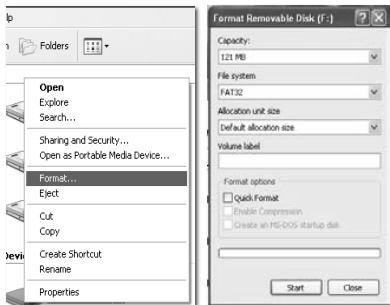 lp
Folders
Open
Explore
Search...
Sharing and Security...
Open as Portable Media Device...
Format...
Eject
Cut
Copy
Create Shortcut
Rename
Properties
Devi
Format Removable Disk (F:)
Capacity:
121 MB
File system
FAT32
Allocation unit size
Default allocation size
Volume label
Format options
Quick Format
Enable Compression
Create an MS-DOS startup disk
Start Close